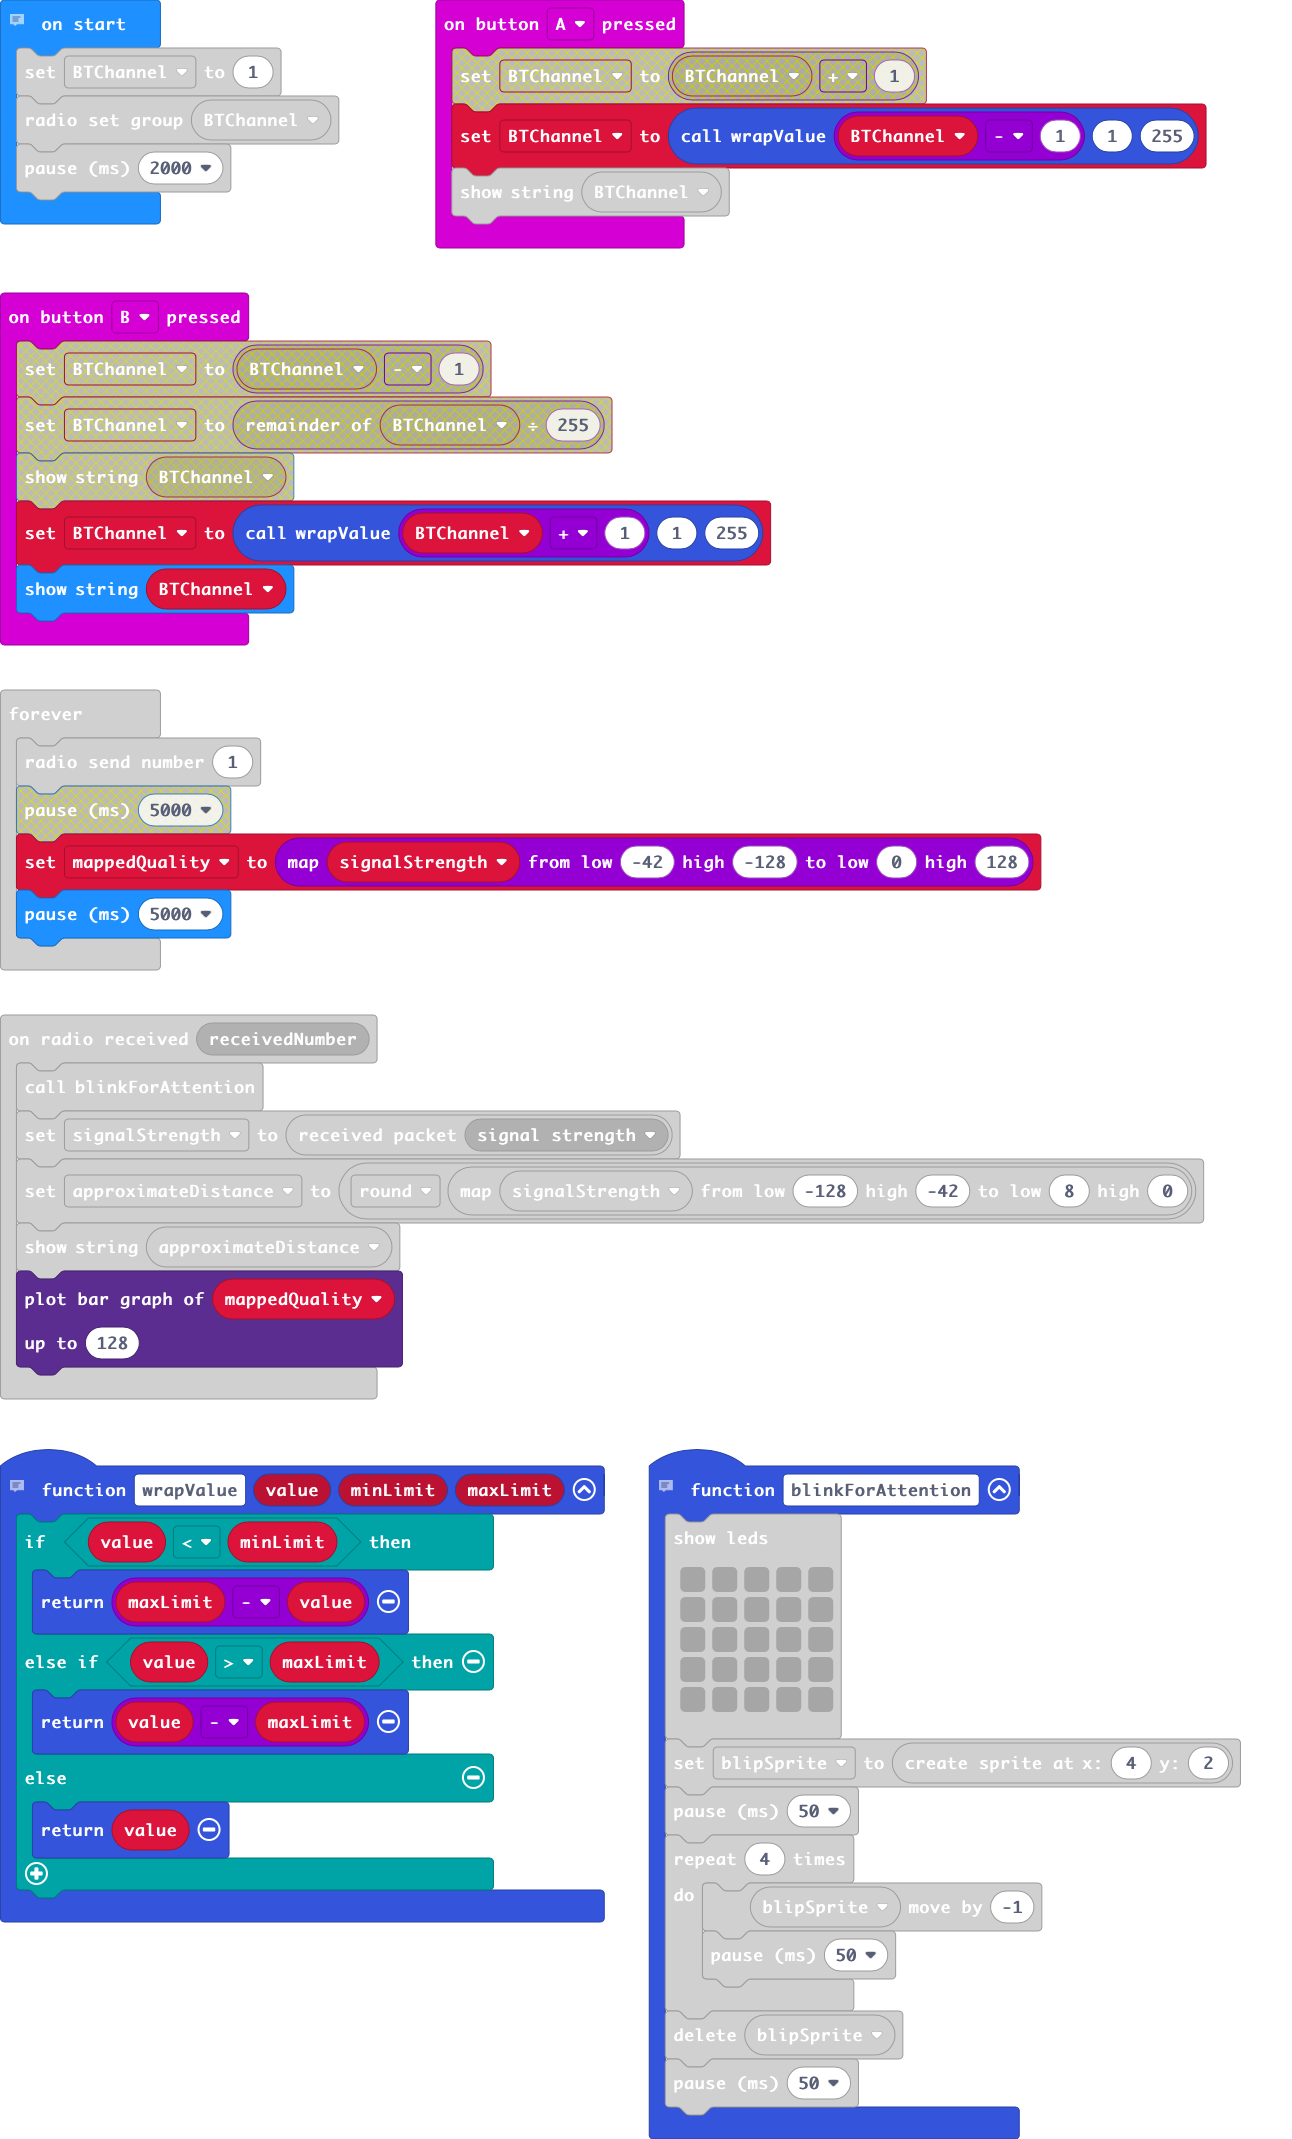 on start
set BTChannel to 1
radio set group BTChannel
pause (ms) 2000
on button A pressed
set BTChannel to BTChannel + 1
set BTChannel to call wrapValue BTChannel - 1 1 255
show string BTChannel
on button B pressed
set BTChannel to BTChannel - 1
set BTChannel to remainder of BTChannel ÷ 255
show string BTChannel
set BTChannel to call wrapValue BTChannel + 1 1 255
show string BTChannel
forever
radio send number 1
pause (ms) 5000
set mappedQuality to map signalStrength from low -42 high -128 to low 0 high 128
pause (ms) 5000
on radio received receivedNumber
call blinkForAttention
set signalStrength to received packet signal strength
set approximateDistance to round map signalStrength from low -128 high -42 to low 8 high 0
show string approximateDistance
plot bar graph of mappedQuality
up to 128
function wrapValue value minLimit maxLimit
if value < minLimit then
return maxLimit - value
else if value > maxLimit then
return value - maxLimit
else
return value
function blinkForAttention
show leds
set blipSprite to create sprite at x: 4 y: 2
pause (ms) 50
repeat 4 times
do blipSprite move by -1
pause (ms) 50
delete blipSprite
pause (ms) 50